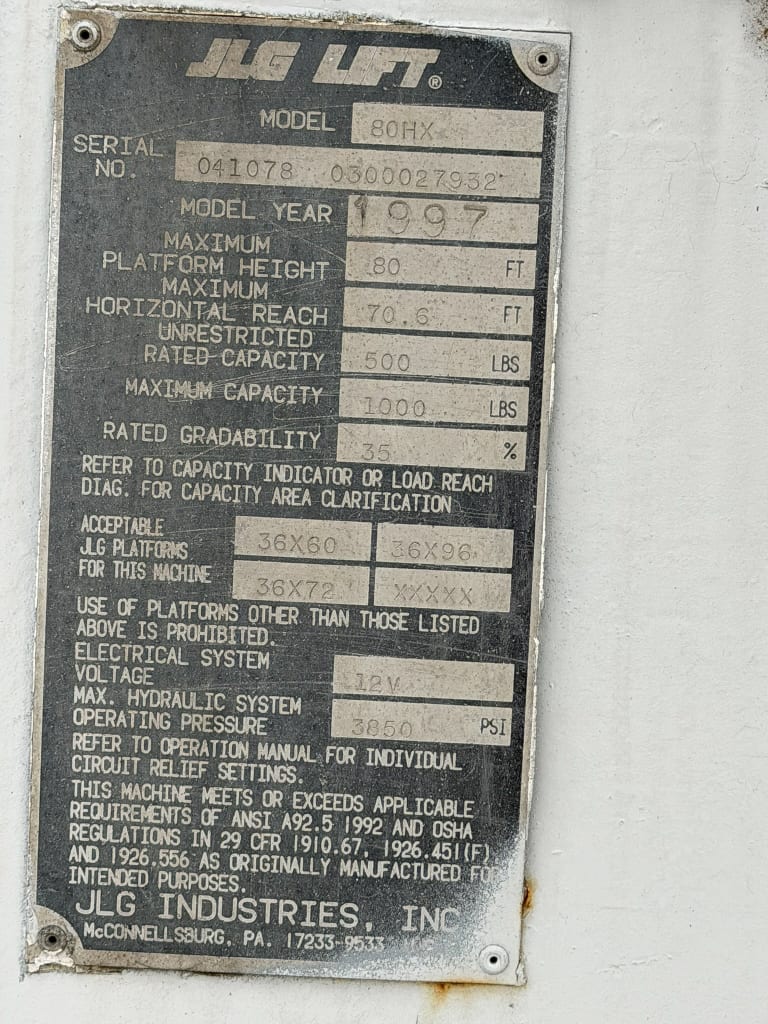 JLG LIFT®
MODEL 80HX
SERIAL NO. 041078 0300027932
MODEL YEAR 1997
MAXIMUM
PLATFORM HEIGHT 80 FT
MAXIMUM
HORIZONTAL REACH 70.6 FT
UNRESTRICTED
RATED CAPACITY 500 LBS
MAXIMUM CAPACITY 1000 LBS
RATED GRADABILITY 35 %
REFER TO CAPACITY INDICATOR OR LOAD REACH
DIAG. FOR CAPACITY AREA CLARIFICATION
ACCEPTABLE
JLG PLATFORMS
FOR THIS MACHINE
36X60 36X96
36X72 XXXXX
USE OF PLATFORMS OTHER THAN THOSE LISTED
ABOVE IS PROHIBITED.
ELECTRICAL SYSTEM
VOLTAGE 12V
MAX. HYDRAULIC SYSTEM
OPERATING PRESSURE 3850 PSI
REFER TO OPERATION MANUAL FOR INDIVIDUAL
CIRCUIT RELIEF SETTINGS.
THIS MACHINE MEETS OR EXCEEDS APPLICABLE
REQUIREMENTS OF ANSI A92.5 1992 AND OSHA
REGULATIONS IN 29 CFR 1910.67, 1926.451(F)
AND 1926.556 AS ORIGINALLY MANUFACTURED FOR
INTENDED PURPOSES.
JLG INDUSTRIES, INC
McCONNELLSBURG, PA. 17233-9533